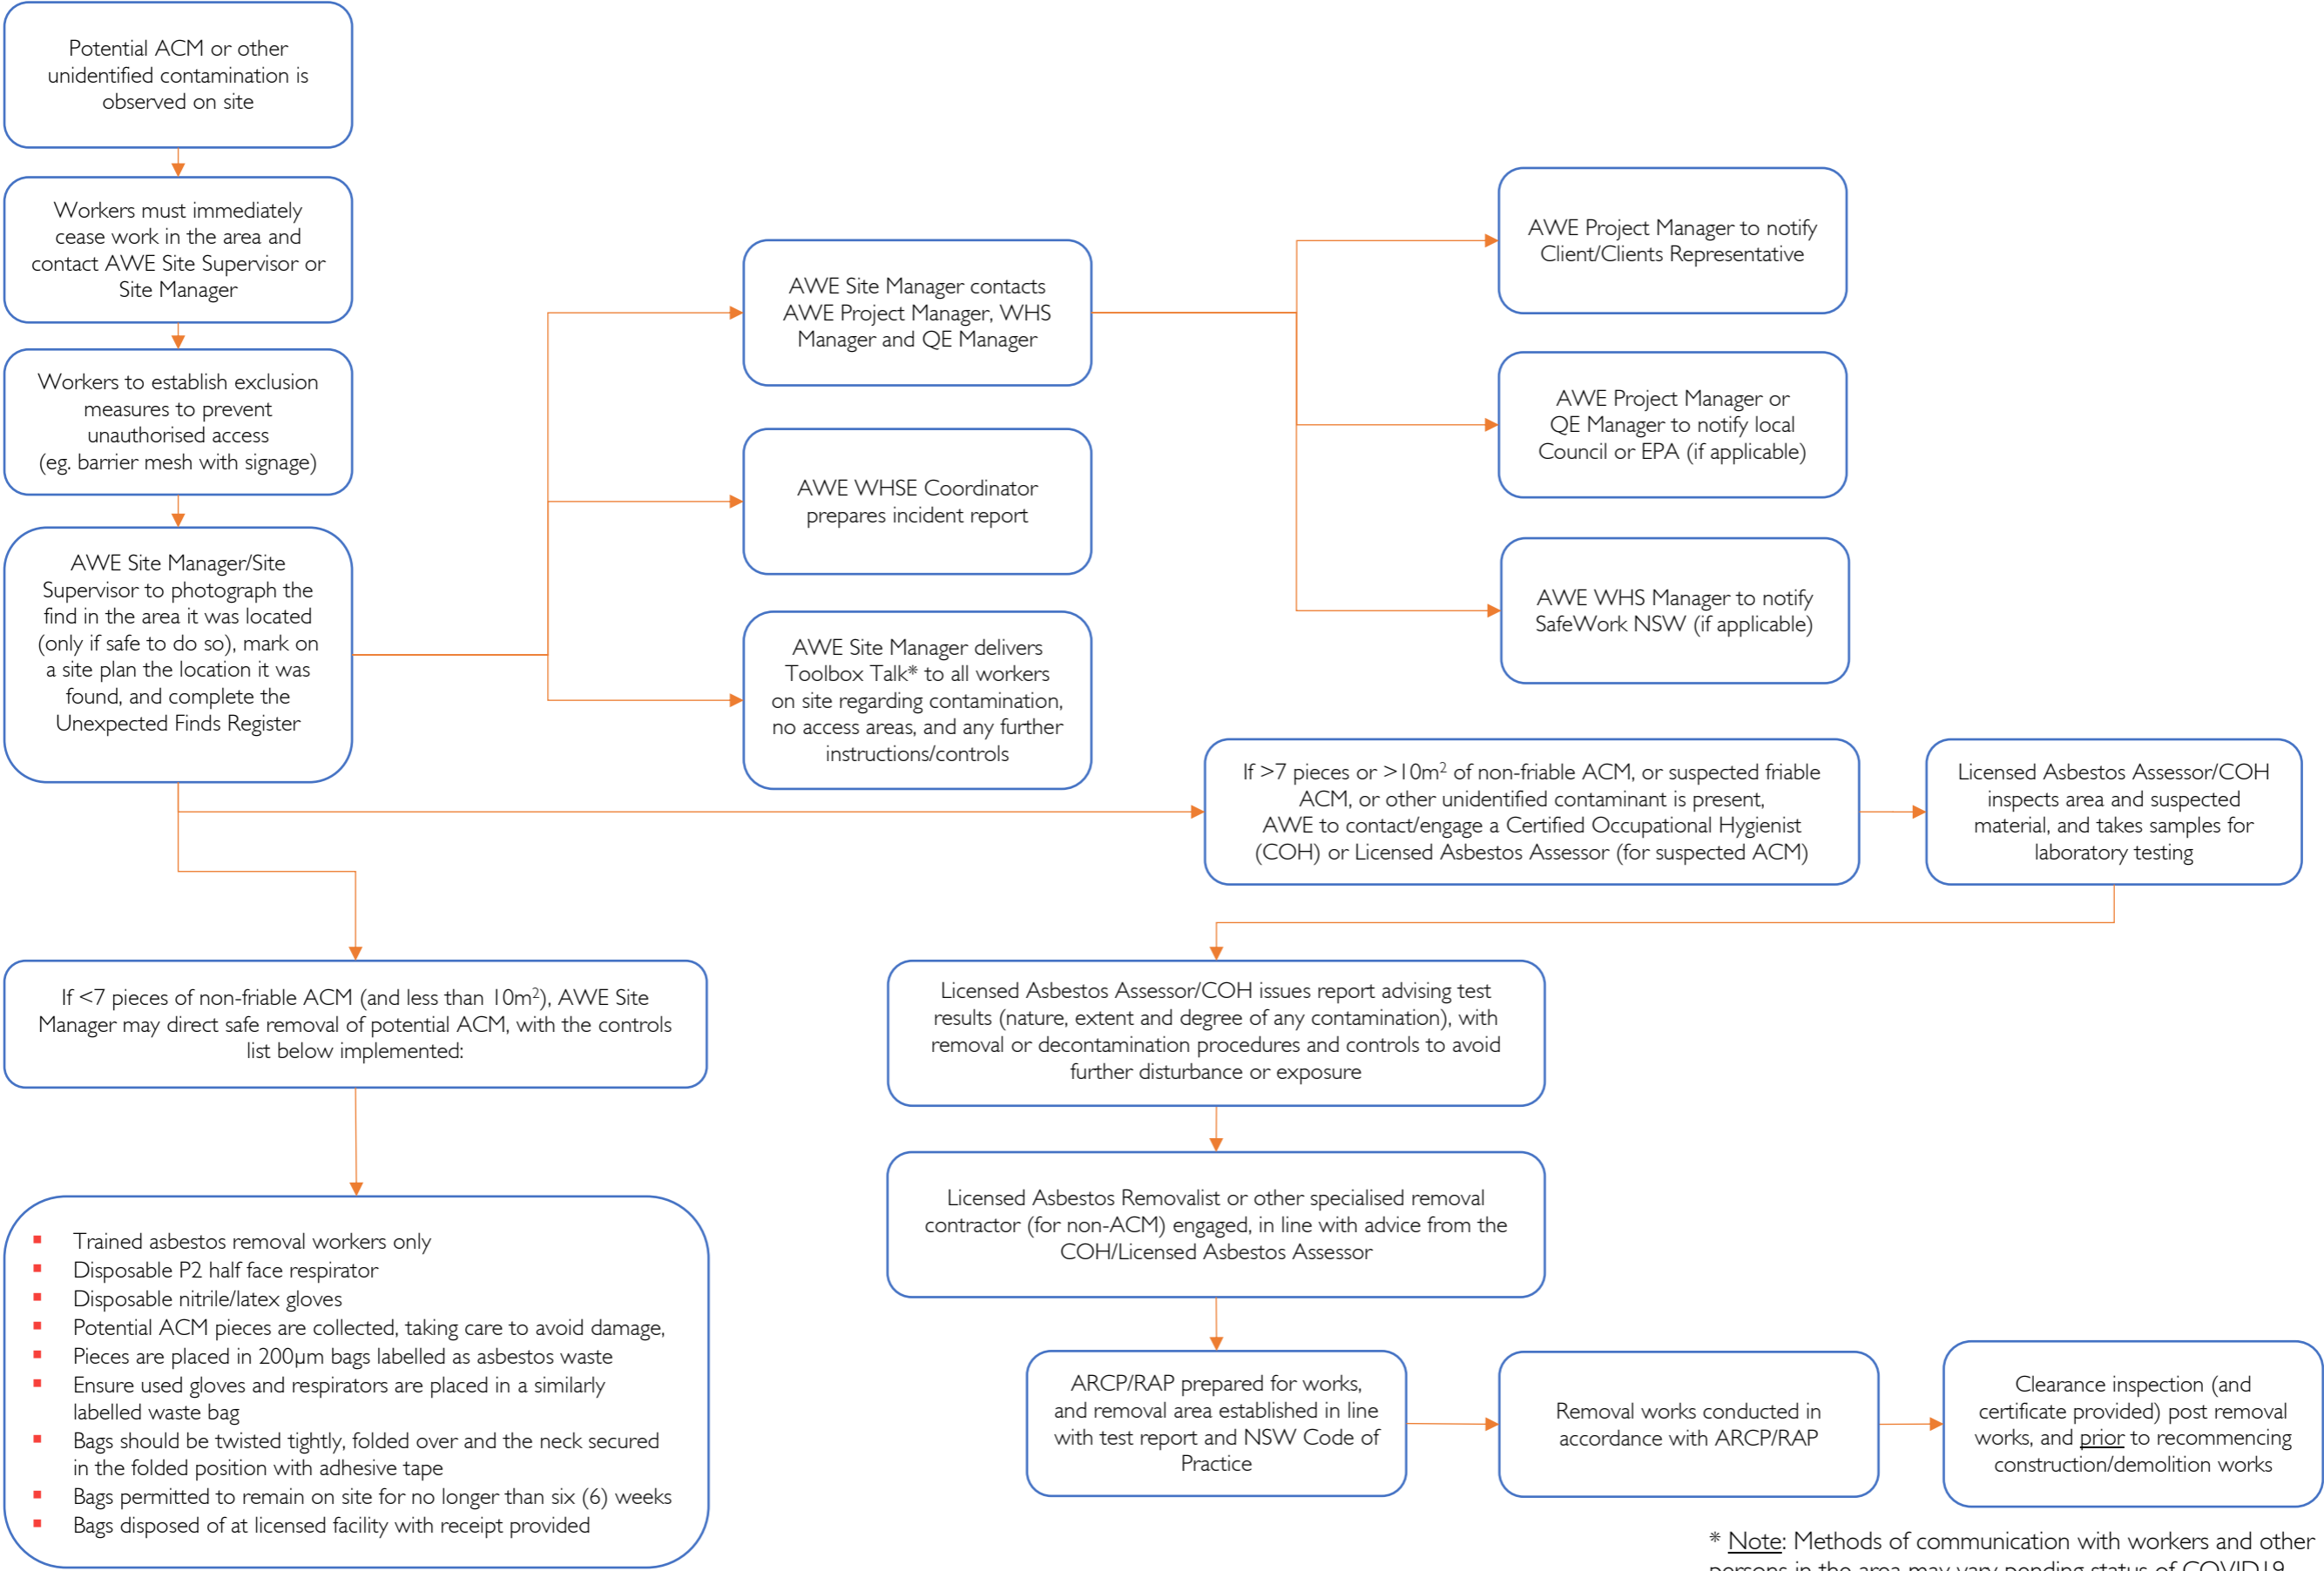 Potential ACM or other
unidentified contamination is
observed on site
Workers must immediately
cease work in the area and
contact AWE Site Supervisor or
Site Manager
Workers to establish exclusion
measures to prevent
unauthorised access
(eg. barrier mesh with signage)
AWE Site Manager/Site
Supervisor to photograph the
find in the area it was located
(only if safe to do so), mark on
a site plan the location it was
found, and complete the
Unexpected Finds Register
AWE Site Manager contacts
AWE Project Manager, WHS
Manager and QE Manager
AWE WHSE Coordinator
prepares incident report
AWE Site Manager delivers
Toolbox Talk* to all workers
on site regarding contamination,
no access areas, and any further
instructions/controls
AWE Project Manager to notify
Client/Clients Representative
AWE Project Manager or
QE Manager to notify local
Council or EPA (if applicable)
AWE WHS Manager to notify
SafeWork NSW (if applicable)
If >7 pieces or >10m² of non-friable ACM, or suspected friable
ACM, or other unidentified contaminant is present,
AWE to contact/engage a Certified Occupational Hygienist
(COH) or Licensed Asbestos Assessor (for suspected ACM)
Licensed Asbestos Assessor/COH
inspects area and suspected
material, and takes samples for
laboratory testing
If <7 pieces of non-friable ACM (and less than 10m²), AWE Site
Manager may direct safe removal of potential ACM, with the controls
list below implemented:
▪ Trained asbestos removal workers only
▪ Disposable P2 half face respirator
▪ Disposable nitrile/latex gloves
▪ Potential ACM pieces are collected, taking care to avoid damage,
▪ Pieces are placed in 200µm bags labelled as asbestos waste
▪ Ensure used gloves and respirators are placed in a similarly
labelled waste bag
▪ Bags should be twisted tightly, folded over and the neck secured
in the folded position with adhesive tape
▪ Bags permitted to remain on site for no longer than six (6) weeks
▪ Bags disposed of at licensed facility with receipt provided
Licensed Asbestos Assessor/COH issues report advising test
results (nature, extent and degree of any contamination), with
removal or decontamination procedures and controls to avoid
further disturbance or exposure
Licensed Asbestos Removalist or other specialised removal
contractor (for non-ACM) engaged, in line with advice from the
COH/Licensed Asbestos Assessor
ARCP/RAP prepared for works,
and removal area established in line
with test report and NSW Code of
Practice
Removal works conducted in
accordance with ARCP/RAP
Clearance inspection (and
certificate provided) post removal
works, and prior to recommencing
construction/demolition works
* Note: Methods of communication with workers and other
persons in the area may vary pending status of COVID19